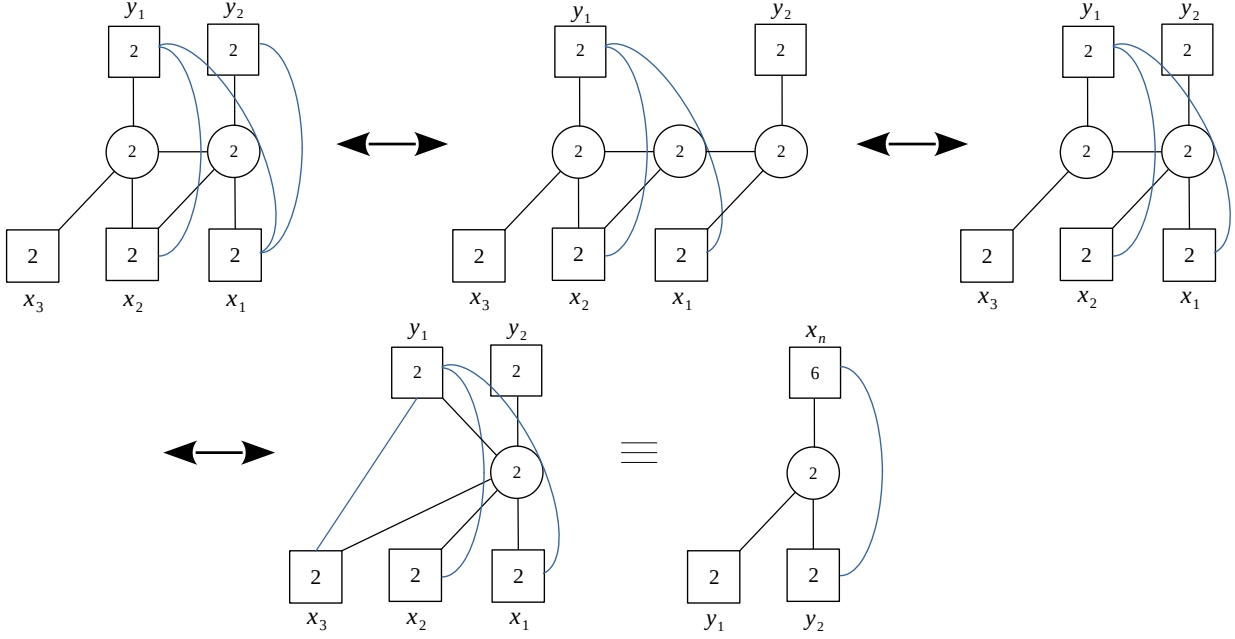 y₁ y₂ y₁ y₂ y₁ y₂
2 2 2 2 2 2
2 2 2 2 2 2 2
2 2 2 2 2 2 2 2 2
x₃ x₂ x₁ x₃ x₂ x₁ x₃ x₂ x₁
y₁ y₂ xₙ
2 2 6
2 2
2 2 2 2 2
x₃ x₂ x₁ y₁ y₂